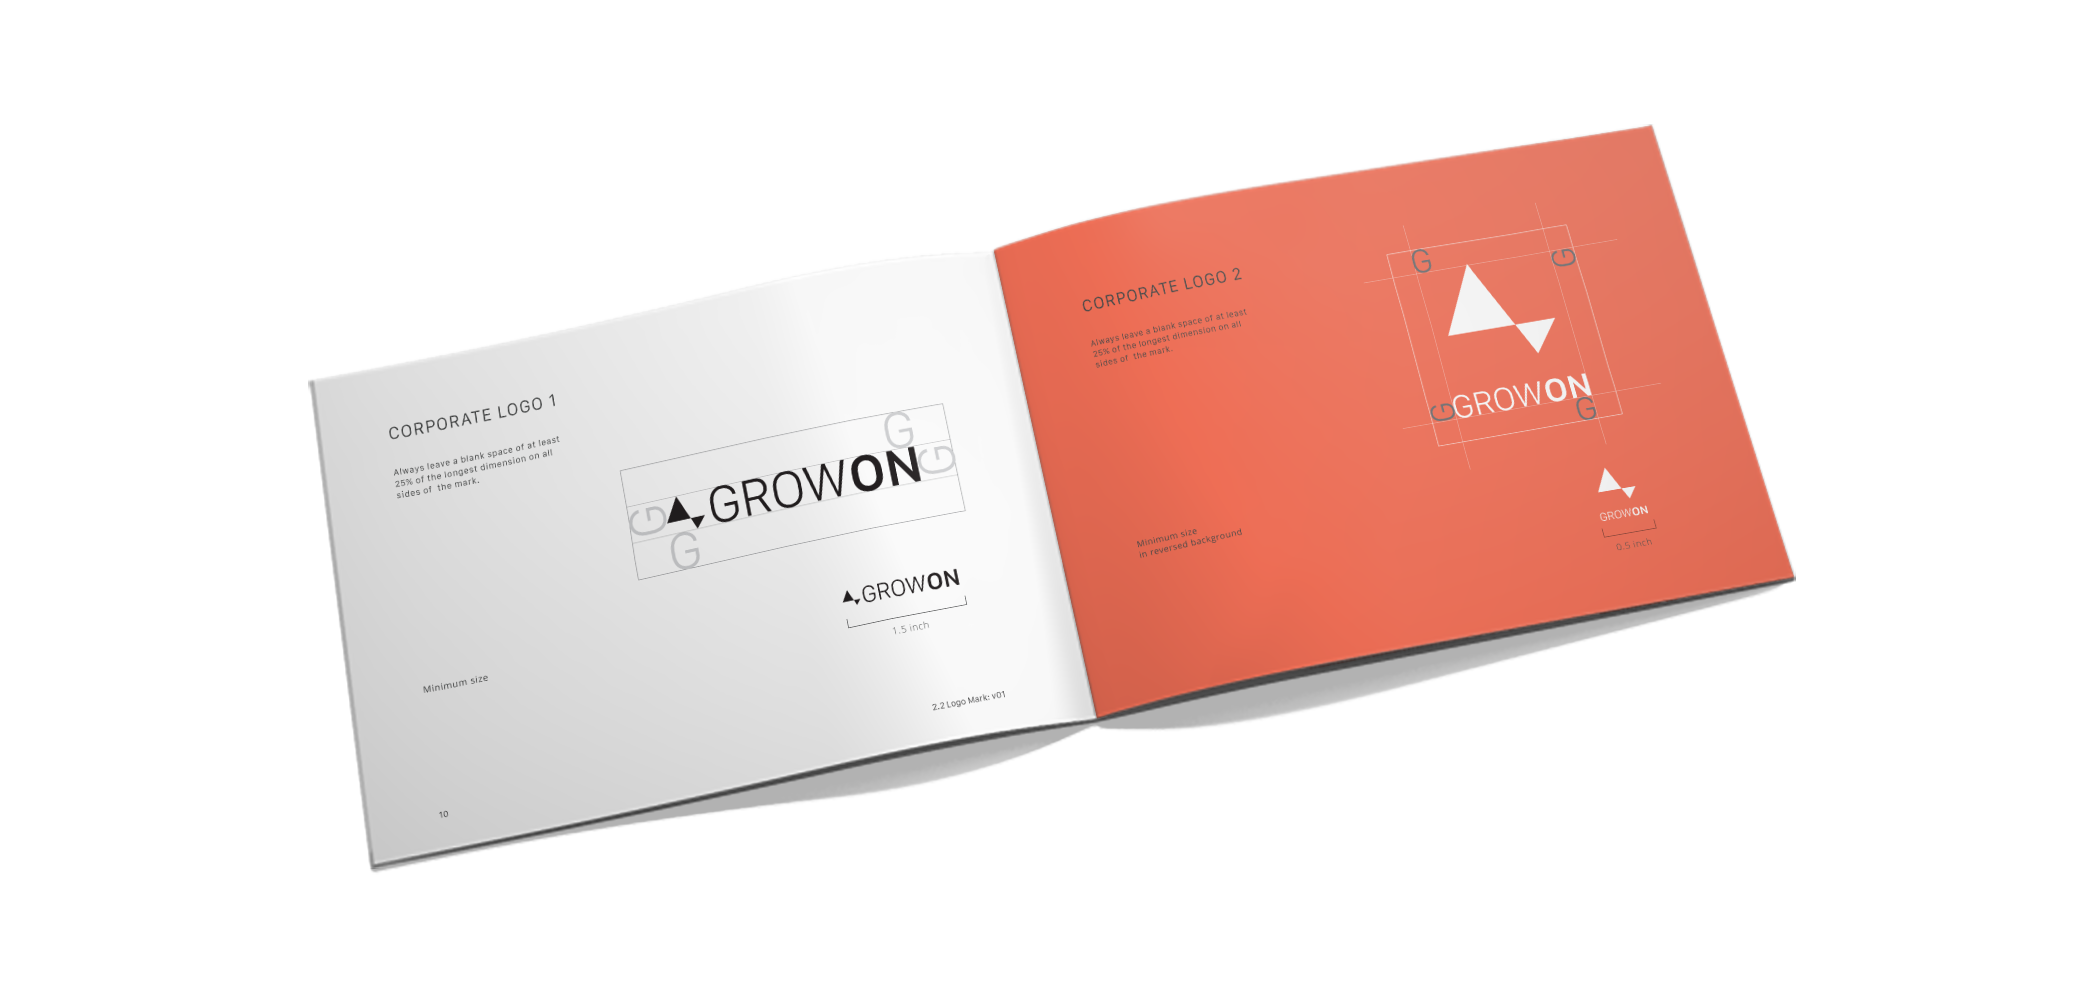 CORPORATE LOGO 1
Always leave a blank space of at least
25% of the longest dimension on all
sides of the mark.
G
G
GROWON
G
G
GROWON
1.5 inch
Minimum size
2.2 Logo Mark: v01
10
CORPORATE LOGO 2
Always leave a blank space of at least
25% of the longest dimension on all
sides of the mark.
G
G
G
GROWON
G
GROWON
0.5 inch
Minimum size
in reversed background